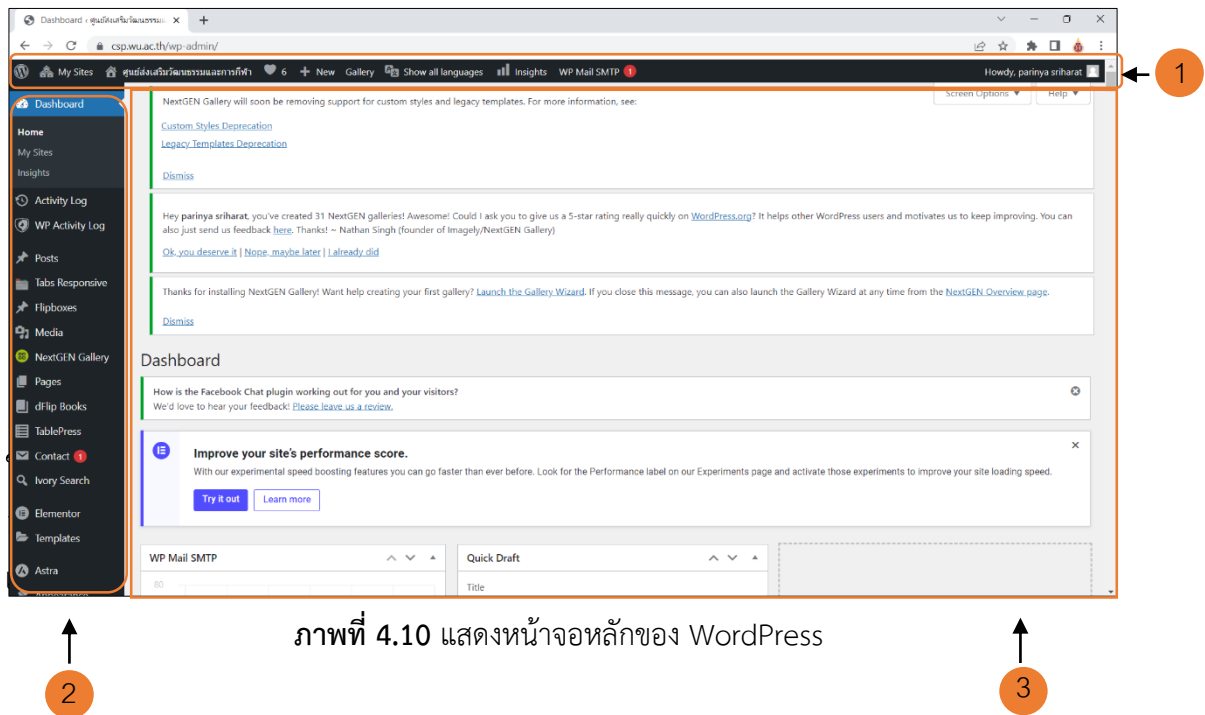 Dashboard ‹ ศูนย์ส่งเสริมวัฒนธรรม
csp.wu.ac.th/wp-admin/
My Sites ศูนย์ส่งเสริมวัฒนธรรมและการกีฬา 6 New Gallery Show all languages Insights WP Mail SMTP 1 Howdy, parinya sriharat
1
Dashboard
Home
My Sites
Insights
Activity Log
WP Activity Log
Posts
Tabs Responsive
Flipboxes
Media
NextGEN Gallery
Pages
dFlip Books
TablePress
Contact 1
Ivory Search
Elementor
Templates
Astra
Appearance
Screen Options Help
NextGEN Gallery will soon be removing support for custom styles and legacy templates. For more information, see:
Custom Styles Deprecation
Legacy Templates Deprecation
Dismiss
Hey parinya sriharat, you've created 31 NextGEN galleries! Awesome! Could I ask you to give us a 5-star rating really quickly on WordPress.org? It helps other WordPress users and motivates us to keep improving. You can
also just send us feedback here. Thanks! ~ Nathan Singh (founder of Imagely/NextGEN Gallery)
Ok, you deserve it | Nope, maybe later | I already did
Thanks for installing NextGEN Gallery! Want help creating your first gallery? Launch the Gallery Wizard. If you close this message, you can also launch the Gallery Wizard at any time from the NextGEN Overview page.
Dismiss
Dashboard
How is the Facebook Chat plugin working out for you and your visitors?
We'd love to hear your feedback! Please leave us a review.
Improve your site's performance score.
With our experimental speed boosting features you can go faster than ever before. Look for the Performance label on our Experiments page and activate those experiments to improve your site loading speed.
Try it out Learn more
WP Mail SMTP
80
Quick Draft
Title
ภาพที่ 4.10 แสดงหน้าจอหลักของ WordPress
2
3